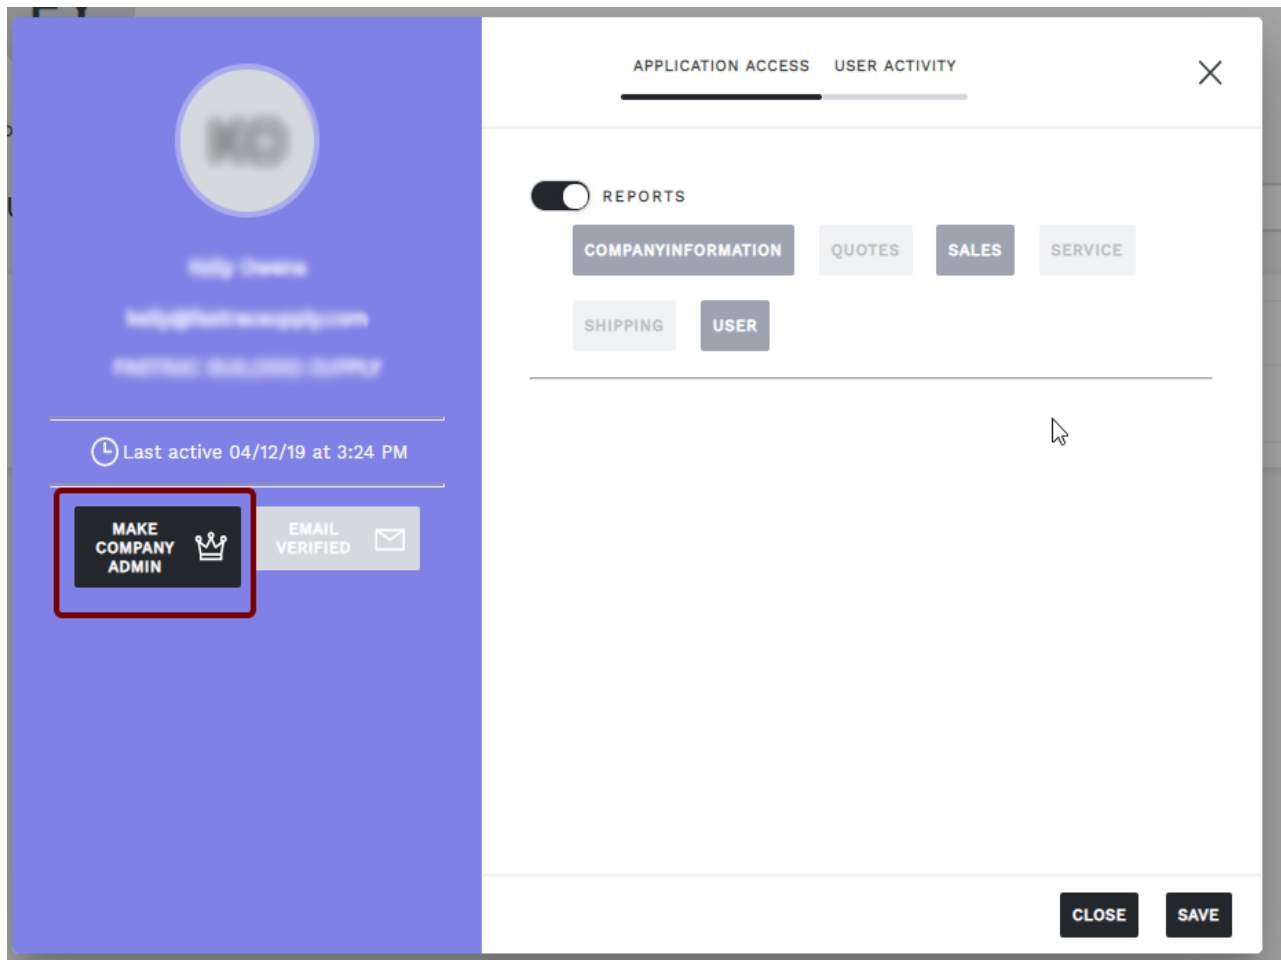 APPLICATION ACCESS USER ACTIVITY
REPORTS
COMPANYINFORMATION QUOTES SALES SERVICE
SHIPPING USER
Last active 04/12/19 at 3:24 PM
MAKE
COMPANY
ADMIN
EMAIL
VERIFIED
CLOSE SAVE